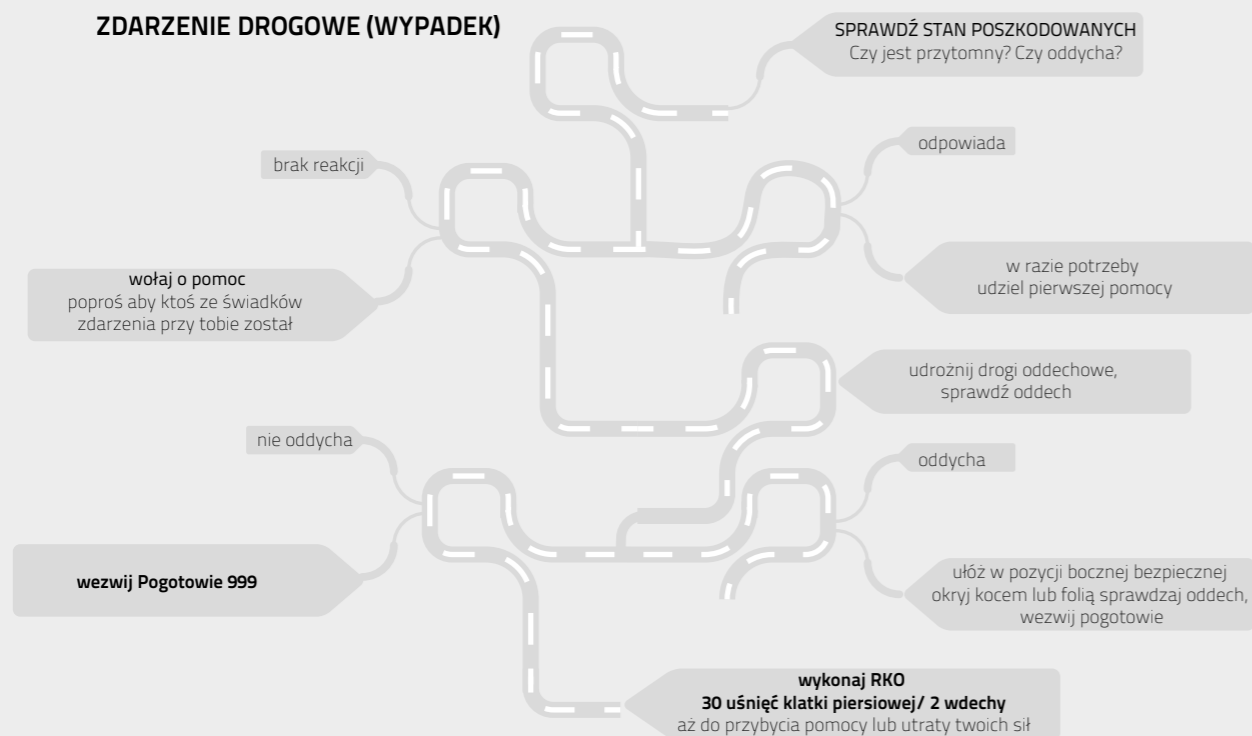 ZDARZENIE DROGOWE (WYPADEK)
SPRAWDŹ STAN POSZKODOWANYCH
Czy jest przytomny? Czy oddycha?
brak reakcji
odpowiada
wołaj o pomoc
poproś aby ktoś ze świadków
zdarzenia przy tobie został
w razie potrzeby
udziel pierwszej pomocy
udrożnij drogi oddechowe,
sprawdź oddech
nie oddycha
oddycha
wezwij Pogotowie 999
ułóż w pozycji bocznej bezpiecznej
okryj kocem lub folią sprawdzaj oddech,
wezwij pogotowie
wykonaj RKO
30 uśnięć klatki piersiowej/ 2 wdechy
aż do przybycia pomocy lub utraty twoich sił